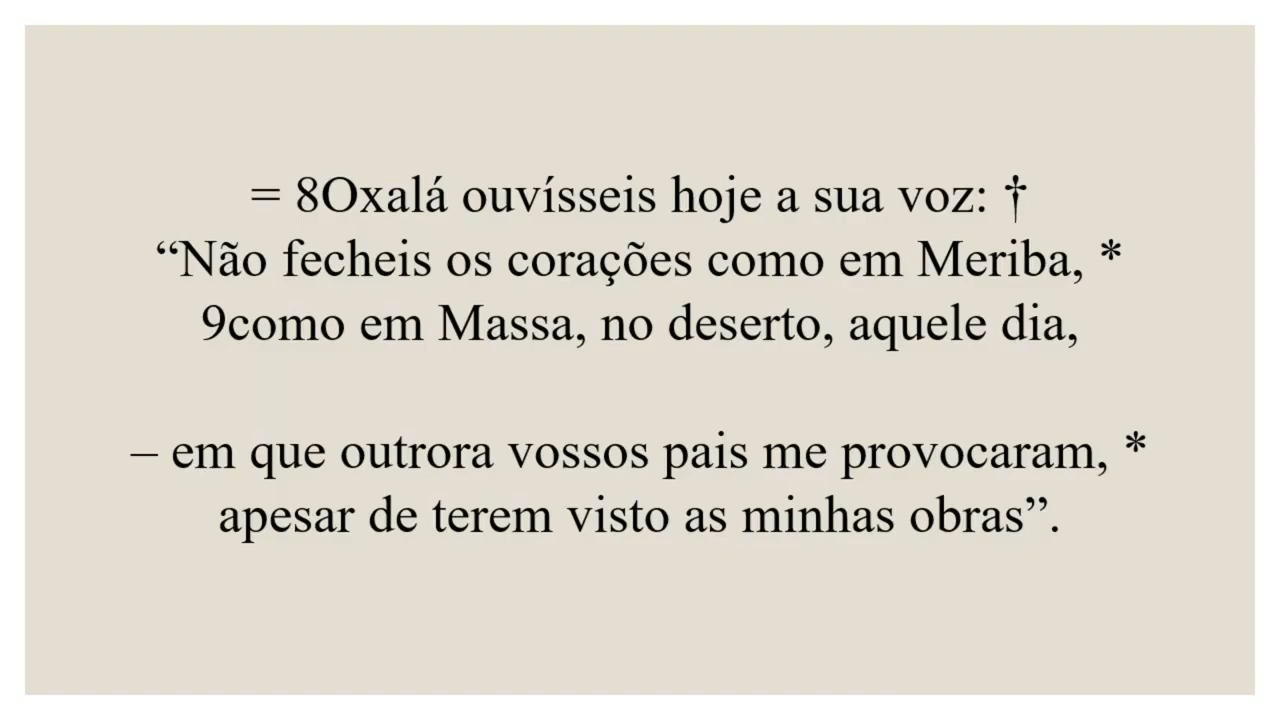 = 8Oxalá ouvísseis hoje a sua voz: †
“Não fecheis os corações como em Meriba, *
9como em Massa, no deserto, aquele dia,
– em que outrora vossos pais me provocaram, *
apesar de terem visto as minhas obras”.